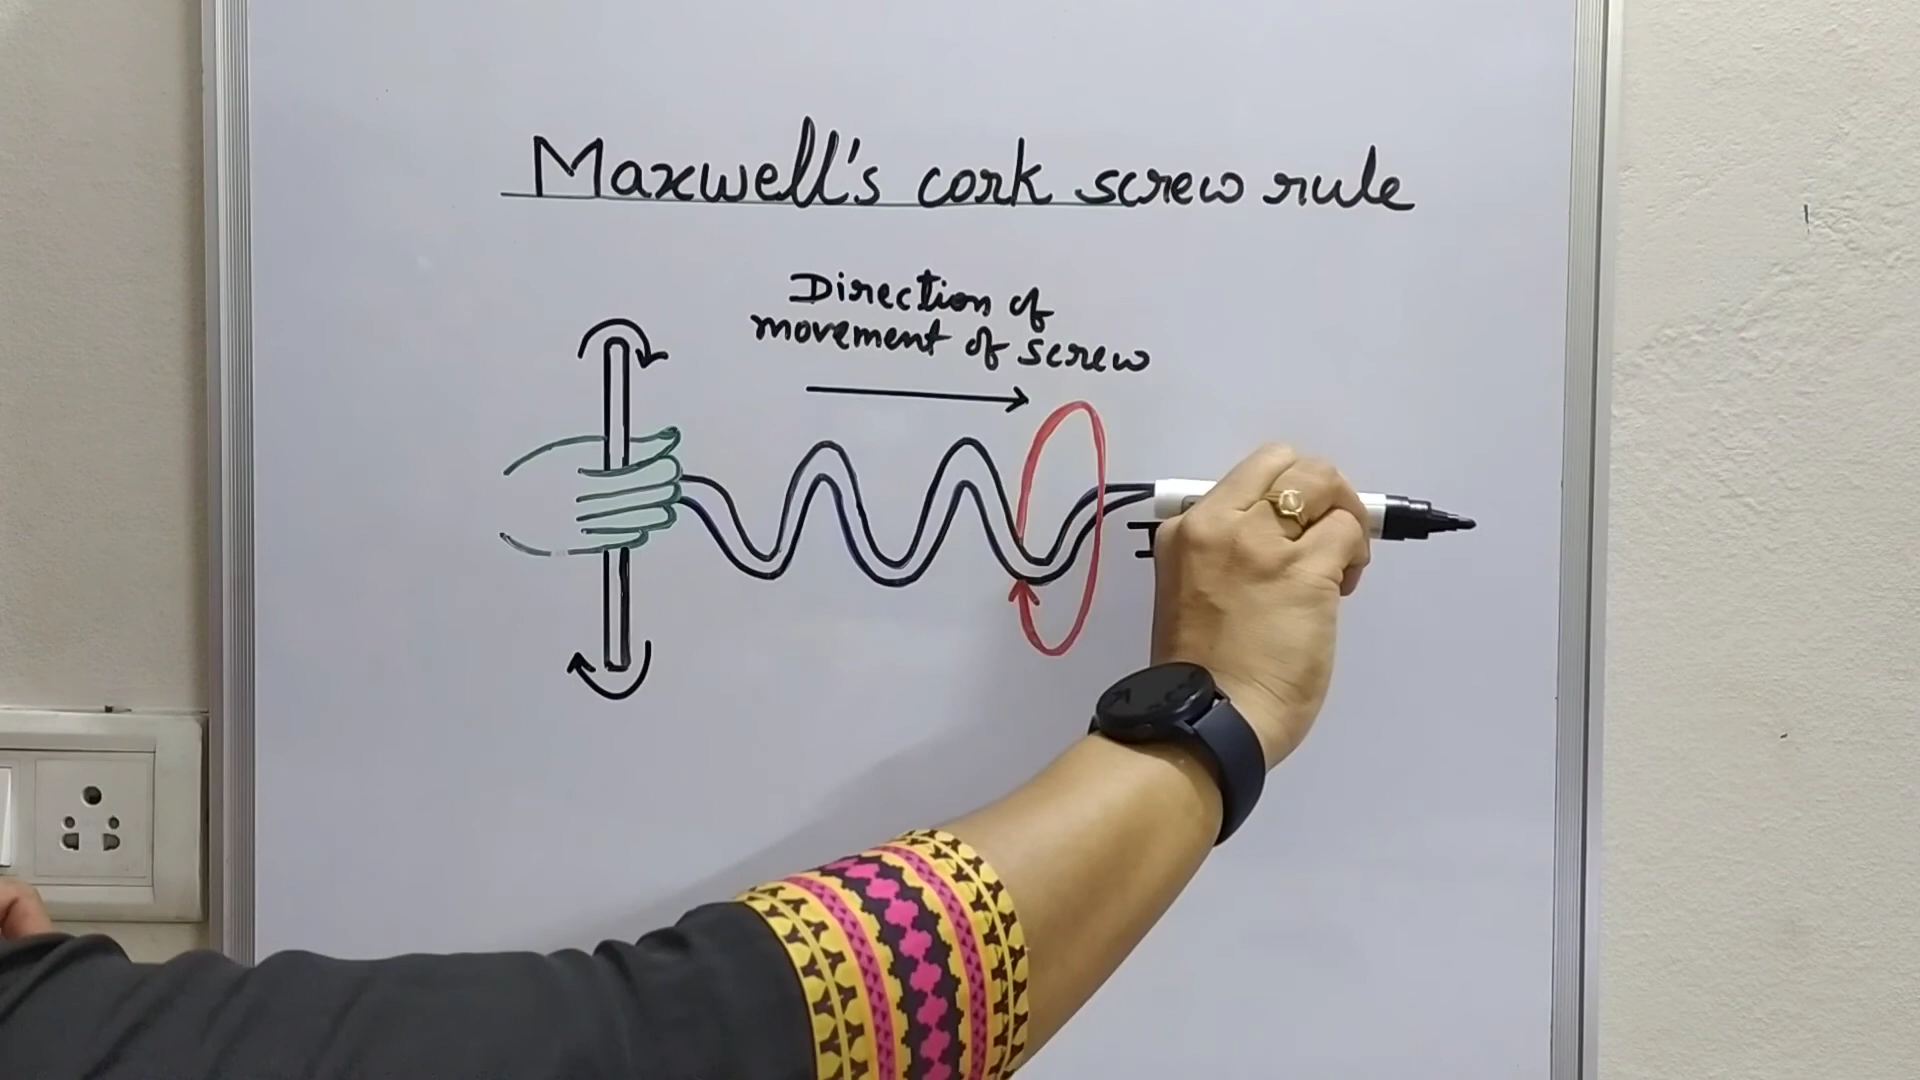 Maxwell's cork screw rule
Direction of
movement of screw
I